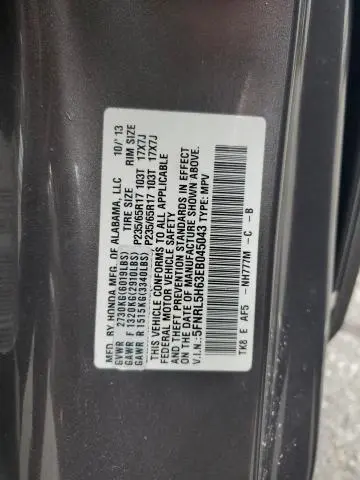 MFD. BY HONDA MFG. OF ALABAMA, LLC 10/ 13
TIRE SIZE RIM SIZE
GVWR 2730KG(6019LBS)
GAWR F 1320KG(2910LBS) P235/65R17 103T 17X7J
GAWR R 1515KG(3340LBS) P235/65R17 103T 17X7J
THIS VEHICLE CONFORMS TO ALL APPLICABLE
FEDERAL MOTOR VEHICLE SAFETY
AND THEFT PREVENTION STANDARDS IN EFFECT
ON THE DATE OF MANUFACTURE SHOWN ABOVE.
V.I.N.:5FNRL5H63EB045043 TYPE: MPV
TK8 E AF5 -NH777M - C - B